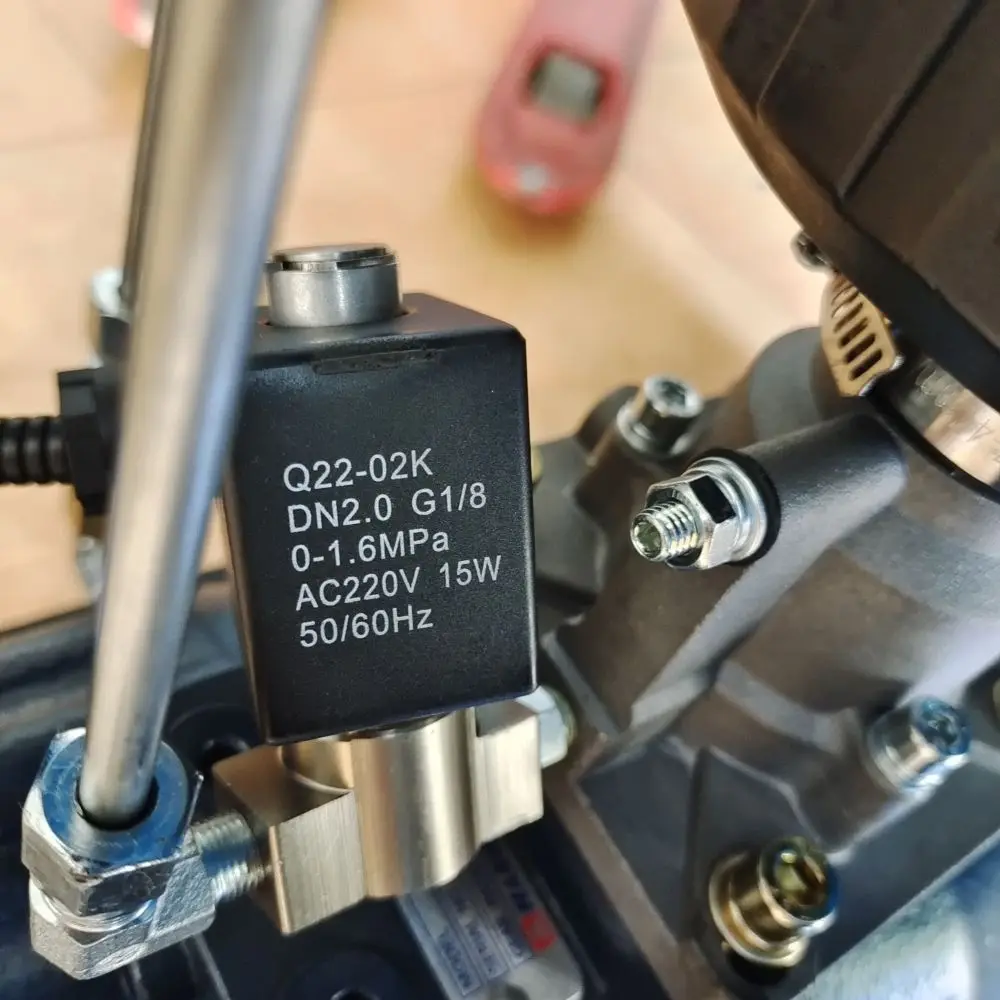 Q22-02K
DN2.0 G1/8
0-1.6MPa
AC220V 15W
50/60Hz